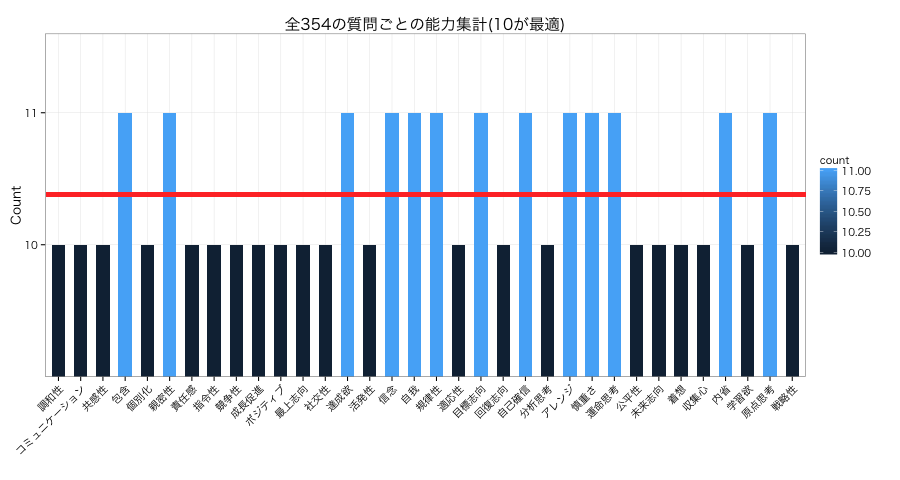 全354の質問ごとの能力集計(10が最適)
Count
11
10
調和性
コミュニケーション
共感性
包含
個別化
親密性
責任感
指令性
競争性
成長促進
ポジティブ
最上志向
社交性
達成欲
活発性
信念
自我
規律性
適応性
目標志向
回復志向
自己確信
分析思考
アレンジ
慎重さ
運命思考
公平性
未来志向
着想
収集心
内省
学習欲
原点思考
戦略性
count
11.00
10.75
10.50
10.25
10.00